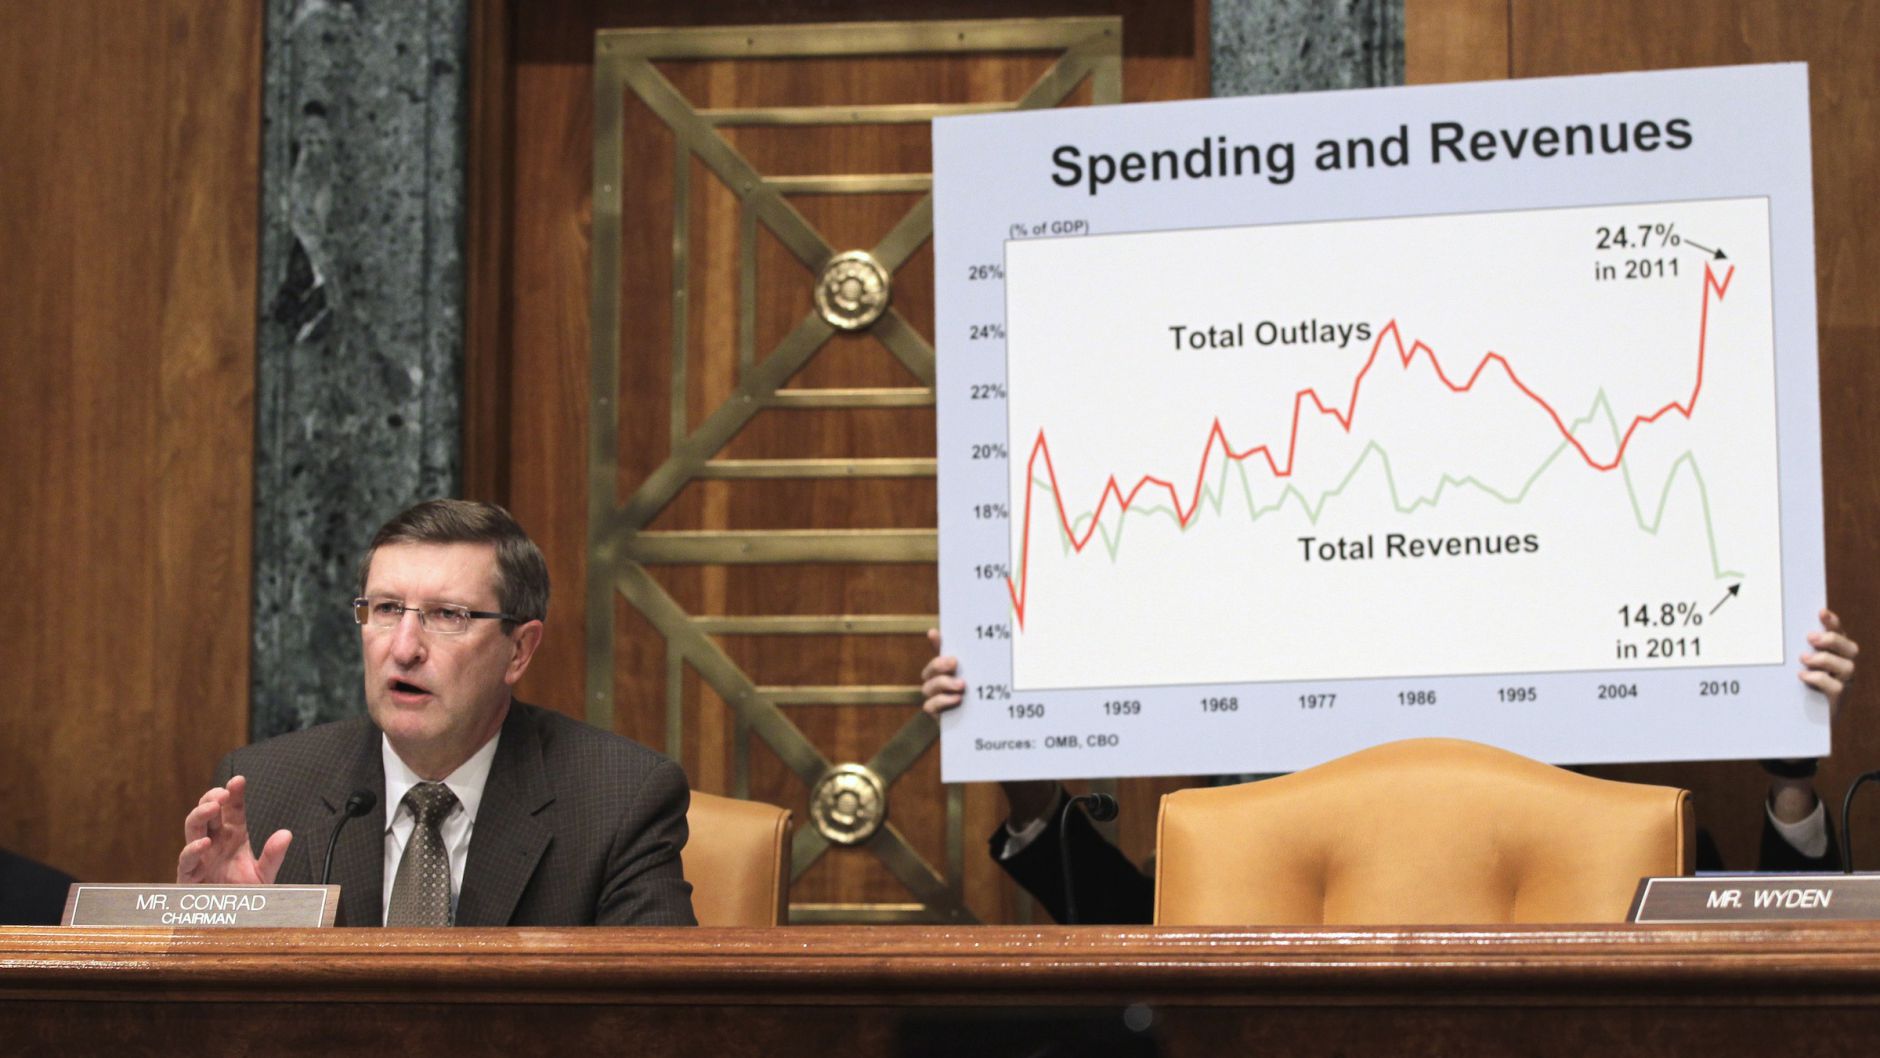 Spending and Revenues
(% of GDP)
24.7%
in 2011
26%
24%
22%
20%
18%
16%
14%
12%
Total Outlays
Total Revenues
14.8%
in 2011
1950 1959 1968 1977 1986 1995 2004 2010
Sources: OMB, CBO
MR. CONRAD
CHAIRMAN
MR. WYDEN